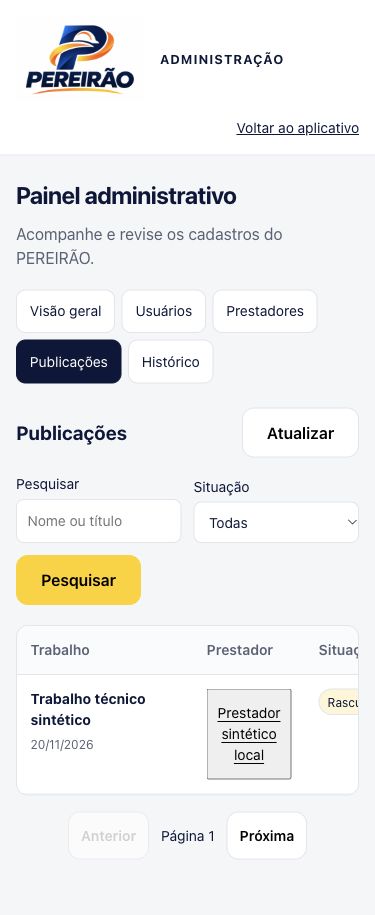 PEREIRÃO
ADMINISTRAÇÃO
Voltar ao aplicativo
Painel administrativo
Acompanhe e revise os cadastros do
PEREIRÃO.
Visão geral
Usuários
Prestadores
Publicações
Histórico
Publicações
Atualizar
Pesquisar
Situação
Nome ou título
Todas
Pesquisar
Trabalho
Prestador
Situaç
Trabalho técnico
sintético
20/11/2026
Prestador
sintético
local
Rascu
Anterior
Página 1
Próxima